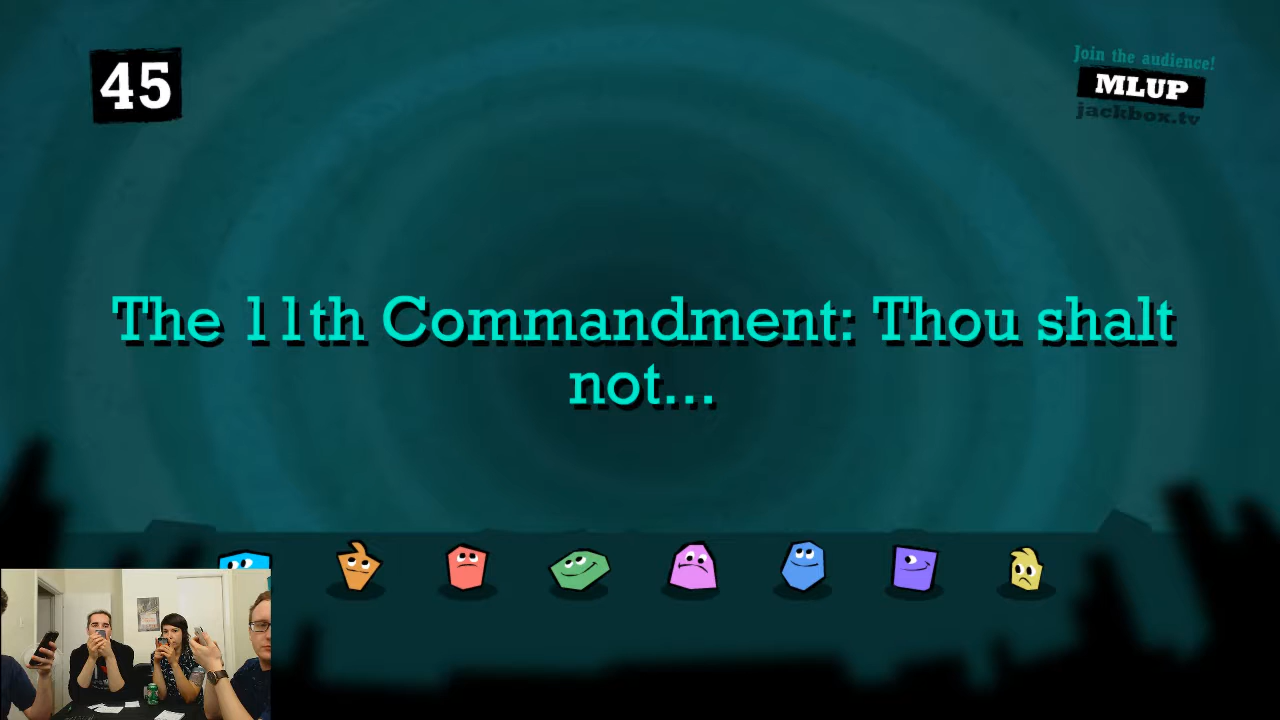 45
Join the audience!
MLUP
jackbox.tv
The 11th Commandment: Thou shalt
not...